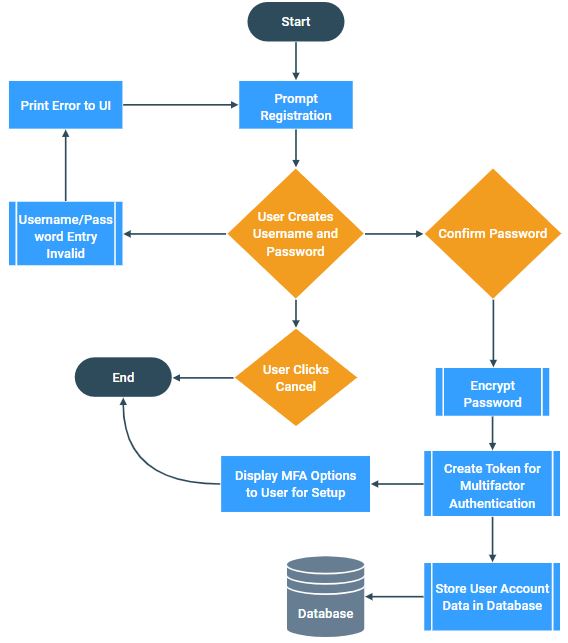 Start
Print Error to UI
Prompt
Registration
Username/Pass
word Entry
Invalid
User Creates
Username and
Password
Confirm Password
End
User Clicks
Cancel
Encrypt
Password
Display MFA Options
to User for Setup
Create Token for
Multifactor
Authentication
Database
Store User Account
Data in Database